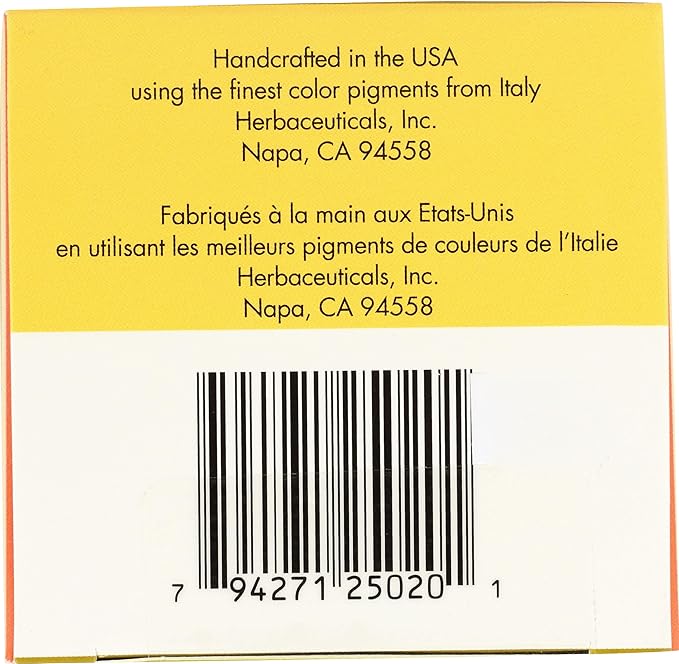 Handcrafted in the USA
using the finest color pigments from Italy
Herbaceuticals, Inc.
Napa, CA 94558
Fabriqués à la main aux Etats-Unis
en utilisant les meilleurs pigments de couleurs de l'Italie
Herbaceuticals, Inc.
Napa, CA 94558
7 94271 25020 1